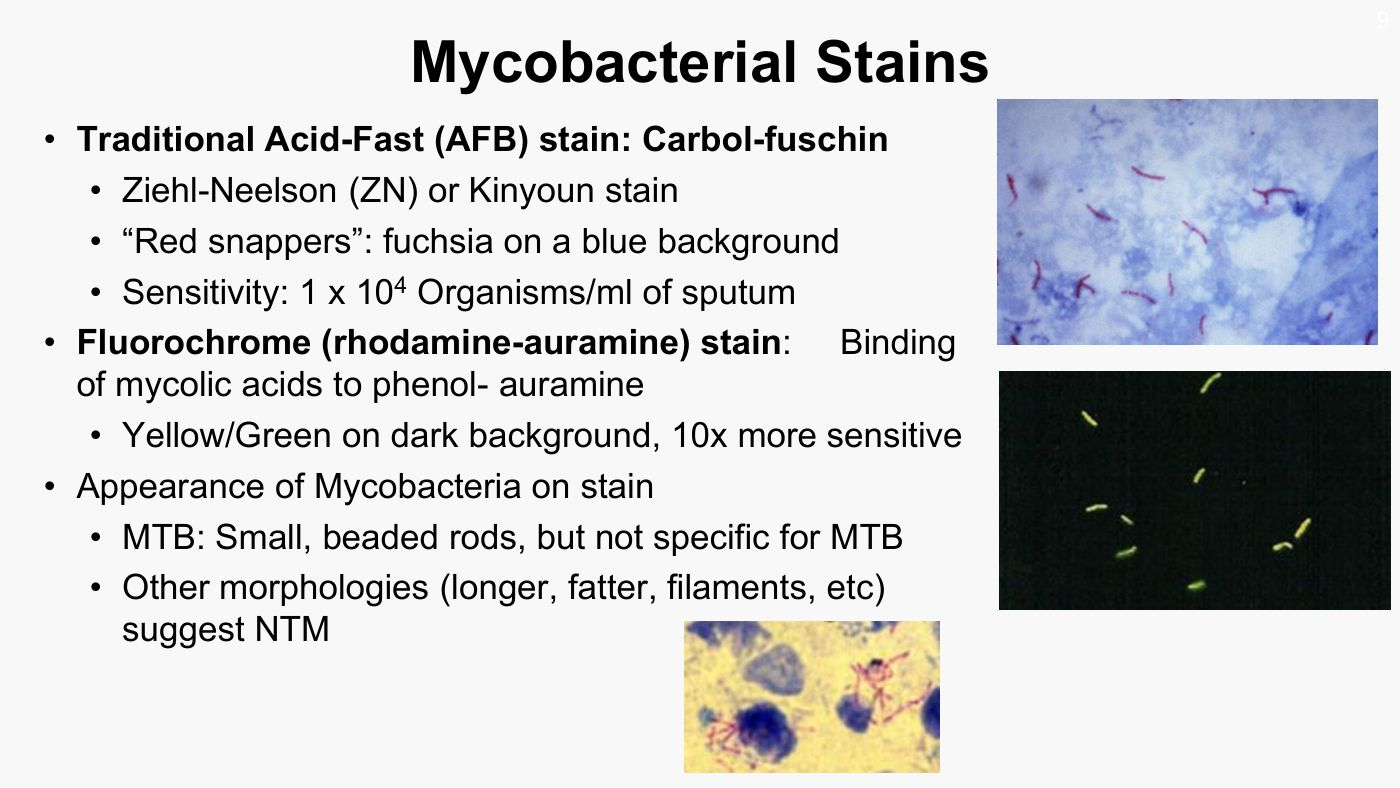 9
Mycobacterial Stains
• Traditional Acid-Fast (AFB) stain: Carbol-fuschin
• Ziehl-Neelson (ZN) or Kinyoun stain
• “Red snappers”: fuchsia on a blue background
• Sensitivity: 1 x 10⁴ Organisms/ml of sputum
• Fluorochrome (rhodamine-auramine) stain: Binding
of mycolic acids to phenol- auramine
• Yellow/Green on dark background, 10x more sensitive
• Appearance of Mycobacteria on stain
• MTB: Small, beaded rods, but not specific for MTB
• Other morphologies (longer, fatter, filaments, etc)
suggest NTM